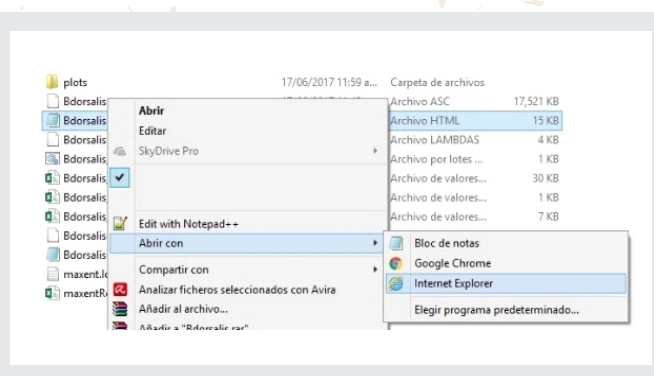 plots 17/06/2017 11:59 a... Carpeta de archivos
Bdorsalis Archivo ASC 17,521 KB
Bdorsalis Archivo HTML 15 KB
Bdorsalis Archivo LAMBDAS 4 KB
Bdorsalis Archivo por lotes ... 1 KB
Bdorsalis Archivo de valores... 30 KB
Bdorsalis Archivo de valores... 1 KB
Bdorsalis Archivo de valores... 7 KB
Bdorsalis
Bdorsalis
maxent.lo
maxentR
Abrir
Editar
SkyDrive Pro
Edit with Notepad++
Abrir con
Compartir con
Analizar ficheros seleccionados con Avira
Añadir al archivo...
Añadir a "Bdorsalis.rar"
Bloc de notas
Google Chrome
Internet Explorer
Elegir programa predeterminado...